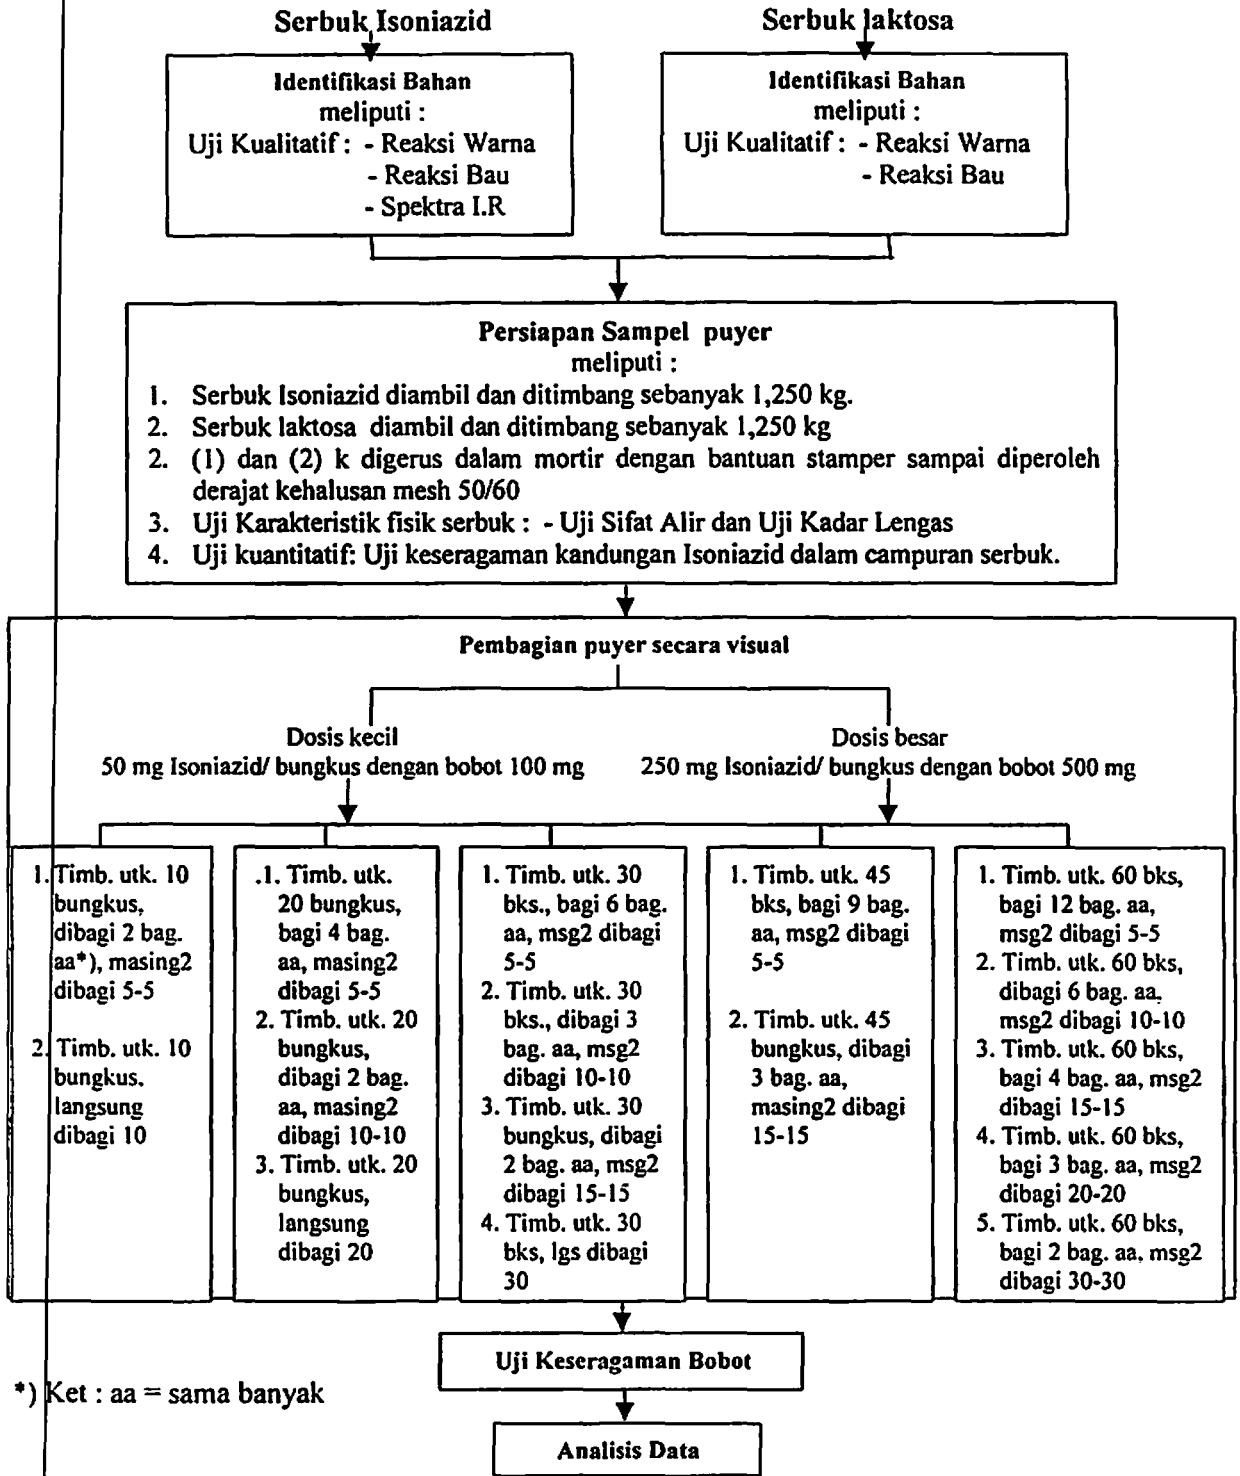 Serbuk Isoniazid
Serbuk laktosa
Identifikasi Bahan
meliputi :
Uji Kualitatif : - Reaksi Warna
- Reaksi Bau
- Spektra I.R
Identifikasi Bahan
meliputi :
Uji Kualitatif : - Reaksi Warna
- Reaksi Bau
Persiapan Sampel puyer
meliputi :
1. Serbuk Isoniazid diambil dan ditimbang sebanyak 1,250 kg.
2. Serbuk laktosa diambil dan ditimbang sebanyak 1,250 kg
2. (1) dan (2) k digerus dalam mortir dengan bantuan stamper sampai diperoleh
derajat kehalusan mesh 50/60
3. Uji Karakteristik fisik serbuk : - Uji Sifat Alir dan Uji Kadar Lengas
4. Uji kuantitatif: Uji keseragaman kandungan Isoniazid dalam campuran serbuk.
Pembagian puyer secara visual
Dosis kecil
50 mg Isoniazid/ bungkus dengan bobot 100 mg
Dosis besar
250 mg Isoniazid/ bungkus dengan bobot 500 mg
1. Timb. utk. 10
bungkus,
dibagi 2 bag.
aa*), masing2
dibagi 5-5
2. Timb. utk. 10
bungkus.
langsung
dibagi 10
.1. Timb. utk.
20 bungkus,
bagi 4 bag.
aa, masing2
dibagi 5-5
2. Timb. utk. 20
bungkus,
dibagi 2 bag.
aa, masing2
dibagi 10-10
3. Timb. utk. 20
bungkus,
langsung
dibagi 20
1. Timb. utk. 30
bks., bagi 6 bag.
aa, msg2 dibagi
5-5
2. Timb. utk. 30
bks., dibagi 3
bag. aa, msg2
dibagi 10-10
3. Timb. utk. 30
bungkus, dibagi
2 bag. aa, msg2
dibagi 15-15
4. Timb. utk. 30
bks, lgs dibagi
30
1. Timb. utk. 45
bks, bagi 9 bag.
aa, msg2 dibagi
5-5
2. Timb. utk. 45
bungkus, dibagi
3 bag. aa,
masing2 dibagi
15-15
1. Timb. utk. 60 bks,
bagi 12 bag. aa,
msg2 dibagi 5-5
2. Timb. utk. 60 bks,
dibagi 6 bag. aa,
msg2 dibagi 10-10
3. Timb. utk. 60 bks,
bagi 4 bag. aa, msg2
dibagi 15-15
4. Timb. utk. 60 bks,
bagi 3 bag. aa, msg2
dibagi 20-20
5. Timb. utk. 60 bks,
bagi 2 bag. aa, msg2
dibagi 30-30
Uji Keseragaman Bobot
*) Ket : aa = sama banyak
Analisis Data